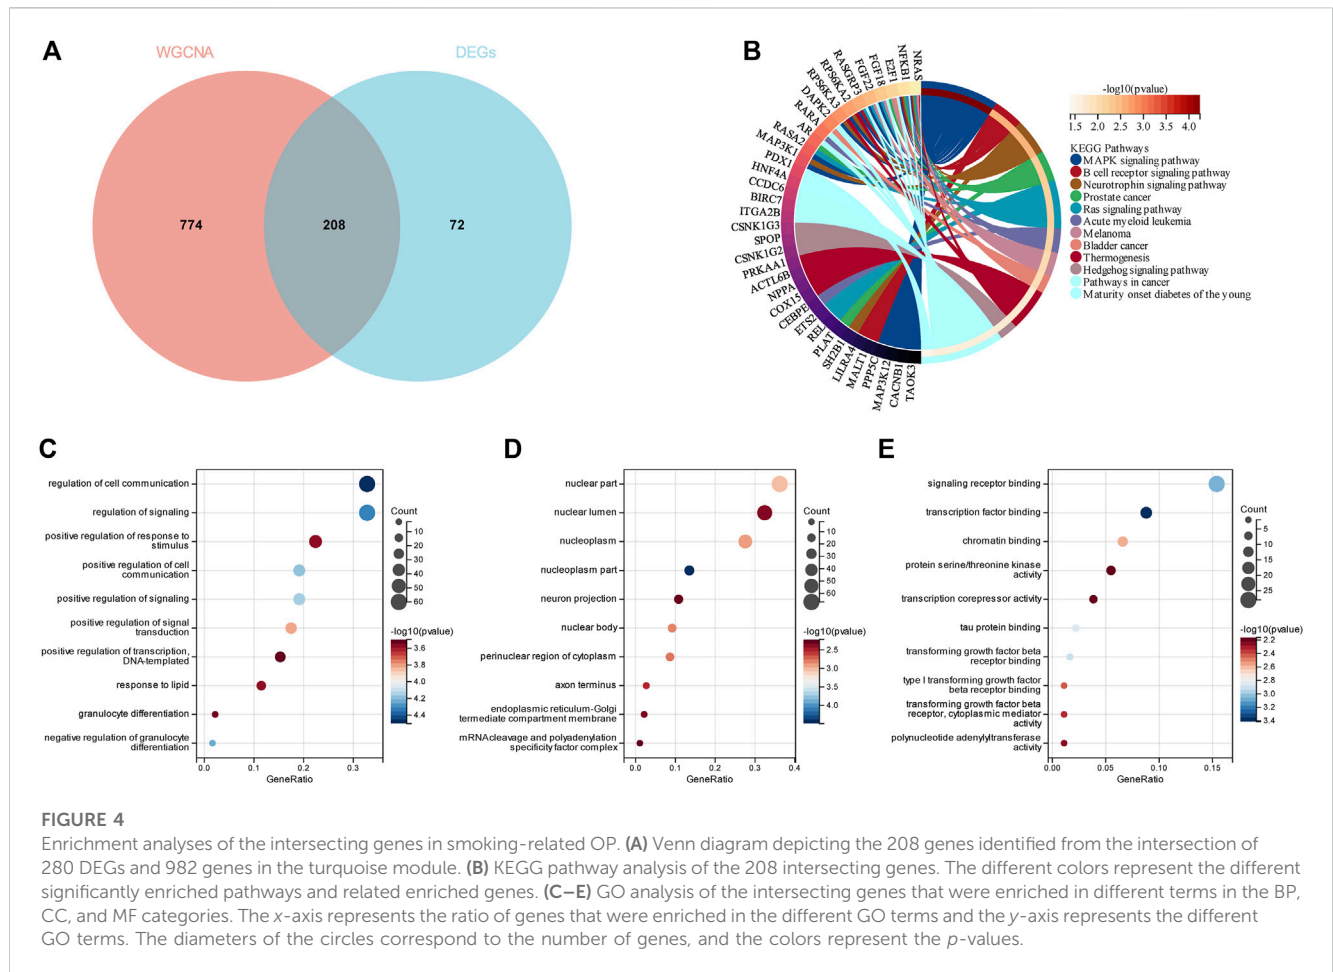 A
WGCNA
DEGs
774
208
72
B
NRAS
NFKB1
E2F1
FGF18
FGF22
RASGRP3
RPS6KA2
RPS6KA3
DAPK2
RARA
AR
RASA2
MAP3K1
PDX1
HNF4A
CCDC6
BIRC7
ITGA2B
CSNK1G3
SPOP
CSNK1G2
PRKAA1
ACTL6B
NPPA
COX15
CEBPE
ETS2
REL
PLAT
SH2B1
LILRA4
MALT1
PPP5C
MAP3K12
CACNB1
TAOK3
-log10(pvalue)
1.5 2.0 2.5 3.0 3.5 4.0
KEGG Pathways
MAPK signaling pathway
B cell receptor signaling pathway
Neurotrophin signaling pathway
Prostate cancer
Ras signaling pathway
Acute myeloid leukemia
Melanoma
Bladder cancer
Thermogenesis
Hedgehog signaling pathway
Pathways in cancer
Maturity onset diabetes of the young
C
regulation of cell communication
regulation of signaling
positive regulation of response to
stimulus
positive regulation of cell
communication
positive regulation of signaling
positive regulation of signal
transduction
positive regulation of transcription,
DNA-templated
response to lipid
granulocyte differentiation
negative regulation of granulocyte
differentiation
0.0 0.1 0.2 0.3
GeneRatio
Count
10
20
30
40
50
60
-log10(pvalue)
3.6
3.8
4.0
4.2
4.4
D
nuclear part
nuclear lumen
nucleoplasm
nucleoplasm part
neuron projection
nuclear body
perinuclear region of cytoplasm
axon terminus
endoplasmic reticulum-Golgi
termediate compartment membrane
mRNAcleavage and polyadenylation
specificity factor complex
0.0 0.1 0.2 0.3 0.4
GeneRatio
Count
10
20
30
40
50
60
-log10(pvalue)
2.5
3.0
3.5
4.0
E
signaling receptor binding
transcription factor binding
chromatin binding
protein serine/threonine kinase
activity
transcription corepressor activity
tau protein binding
transforming growth factor beta
receptor binding
type I transforming growth factor
beta receptor binding
transforming growth factor beta
receptor, cytoplasmic mediator
activity
polynucleotide adenylyltransferase
activity
0.00 0.05 0.10 0.15
GeneRatio
Count
5
10
15
20
25
-log10(pvalue)
2.2
2.4
2.6
2.8
3.0
3.2
3.4
FIGURE 4
Enrichment analyses of the intersecting genes in smoking-related OP. (A) Venn diagram depicting the 208 genes identified from the intersection of
280 DEGs and 982 genes in the turquoise module. (B) KEGG pathway analysis of the 208 intersecting genes. The different colors represent the different
significantly enriched pathways and related enriched genes. (C–E) GO analysis of the intersecting genes that were enriched in different terms in the BP,
CC, and MF categories. The x-axis represents the ratio of genes that were enriched in the different GO terms and the y-axis represents the different
GO terms. The diameters of the circles correspond to the number of genes, and the colors represent the p-values.